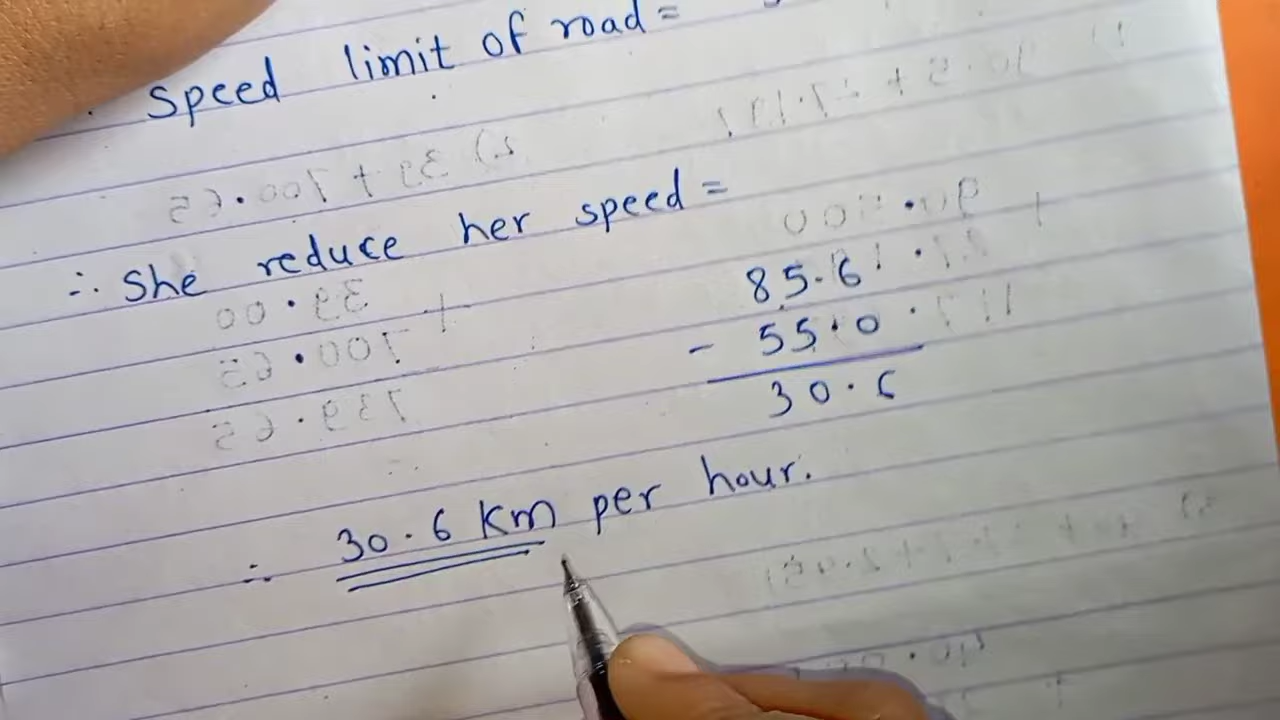 Speed limit of road =
∴ She reduce her speed =
85.6
- 55.0
30.6
∴ 30.6 km per hour.